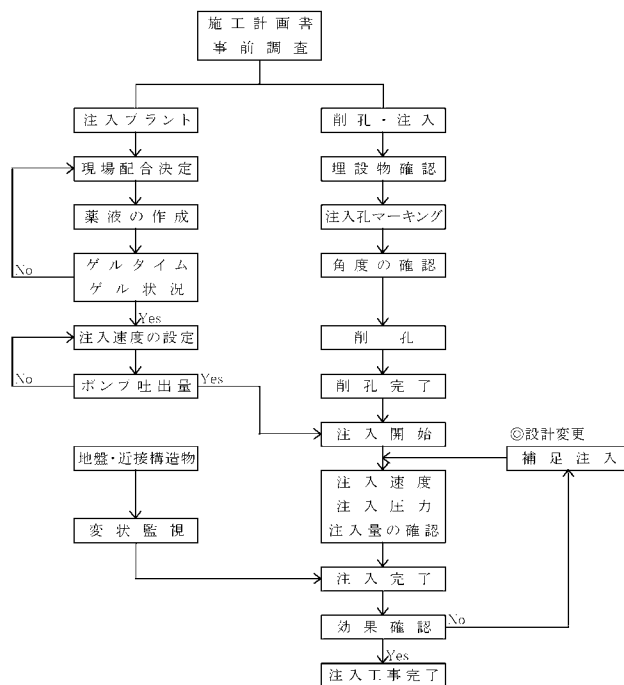 施工計画書
事前調査
注入プラント
削孔・注入
現場配合決定
埋設物確認
薬液の作成
注入孔マーキング
No
ゲルタイム
ゲル状況
角度の確認
Yes
注入速度の設定
削孔
No
ポンプ吐出量
Yes
削孔完了
注入開始
◎設計変更
補足注入
地盤・近接構造物
注入速度
注入圧力
注入量の確認
変状監視
注入完了
効果確認
No
Yes
注入工事完了